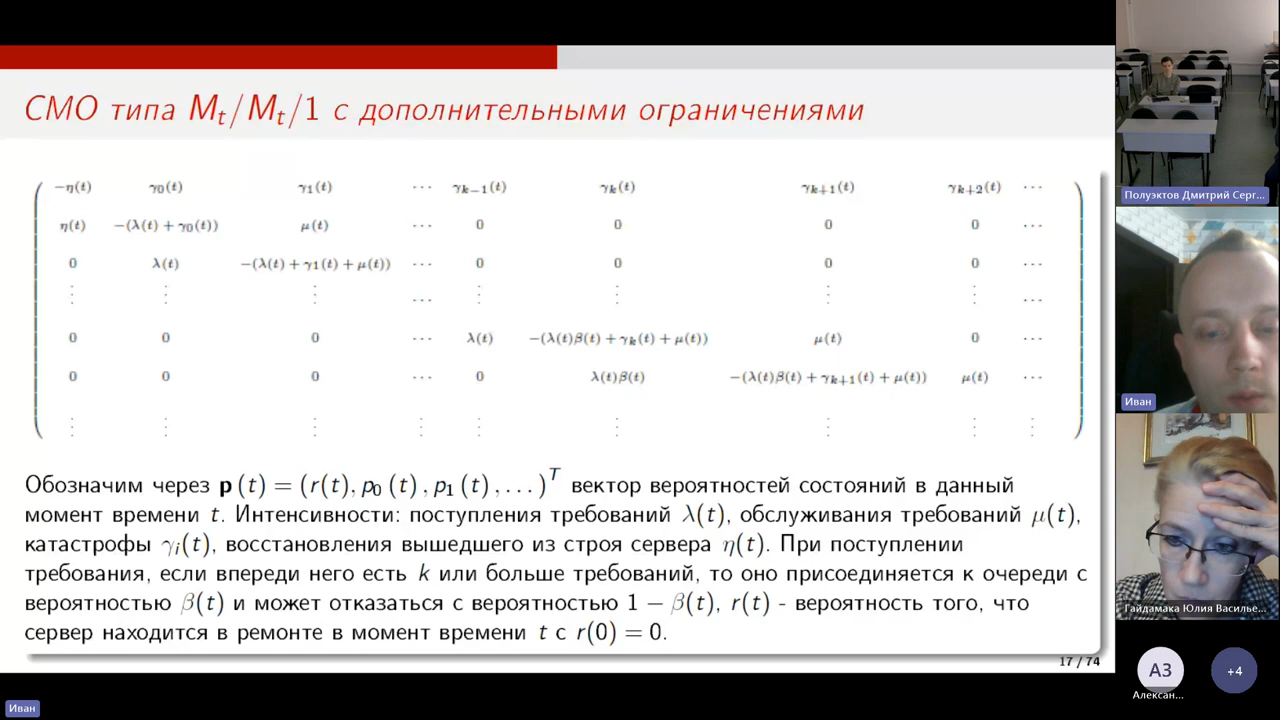 СМО типа Mₜ/Mₜ/1 с дополнительными ограничениями
−η(t) γ₀(t) γ₁(t) ⋯ γₖ₋₁(t) γₖ(t) γₖ₊₁(t) γₖ₊₂(t) ⋯
η(t) −(λ(t) + γ₀(t)) μ(t) ⋯ 0 0 0 0 ⋯
0 λ(t) −(λ(t) + γ₁(t) + μ(t)) ⋯ 0 0 0 0 ⋯
⋮ ⋮ ⋮ ⋯ ⋮ ⋮ ⋮ ⋮ ⋯
0 0 0 ⋯ λ(t) −(λ(t)β(t) + γₖ(t) + μ(t)) μ(t) 0 ⋯
0 0 0 ⋯ 0 λ(t)β(t) −(λ(t)β(t) + γₖ₊₁(t) + μ(t)) μ(t) ⋯
⋮ ⋮ ⋮ ⋮ ⋮ ⋮ ⋮ ⋮ ⋮
Обозначим через p (t) = (r(t), p₀ (t) , p₁ (t) , . . . )ᵀ вектор вероятностей состояний в данный
момент времени t. Интенсивности: поступления требований λ(t), обслуживания требований μ(t),
катастрофы γᵢ(t), восстановления вышедшего из строя сервера η(t). При поступлении
требования, если впереди него есть k или больше требований, то оно присоединяется к очереди с
вероятностью β(t) и может отказаться с вероятностью 1 − β(t), r(t) - вероятность того, что
сервер находится в ремонте в момент времени t с r(0) = 0.
17 / 74
Иван
Полуэктов Дмитрий Серг...
Иван
Гайдамака Юлия Василье...
АЗ
Алексан...
+4